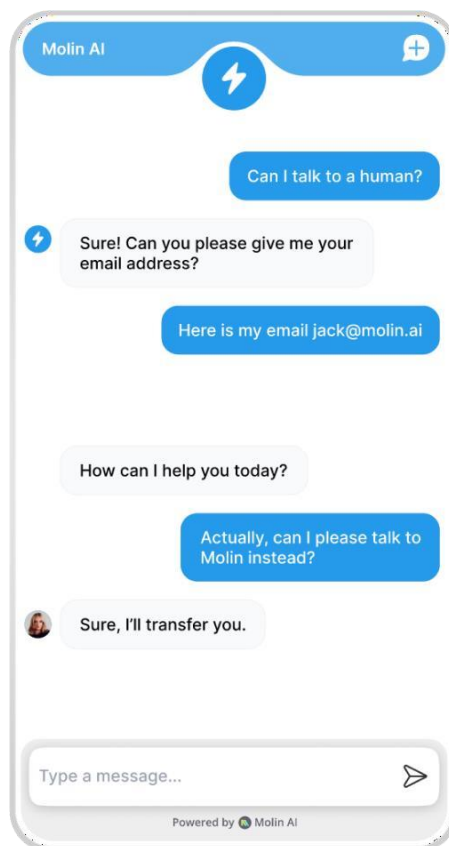 Molin AI
Can I talk to a human?
Sure! Can you please give me your
email address?
Here is my email jack@molin.ai
How can I help you today?
Actually, can I please talk to
Molin instead?
Sure, I’ll transfer you.
Type a message...
Powered by Molin AI